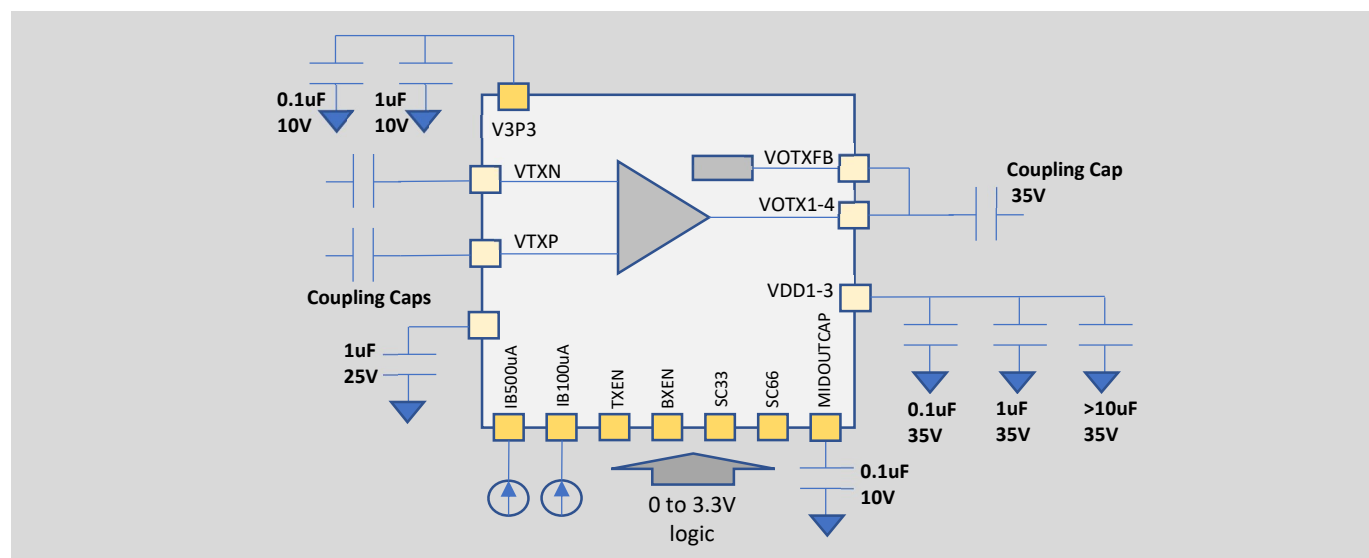 0.1uF
10V
1uF
10V
V3P3
VTXN
VTXP
Coupling Caps
1uF
25V
VOTXFB
VOTX1-4
Coupling Cap
35V
VDD1-3
0.1uF
35V
1uF
35V
>10uF
35V
IB500uA
IB100uA
TXEN
BXEN
SC33
SC66
MIDOUTCAP
0 to 3.3V
logic
0.1uF
10V